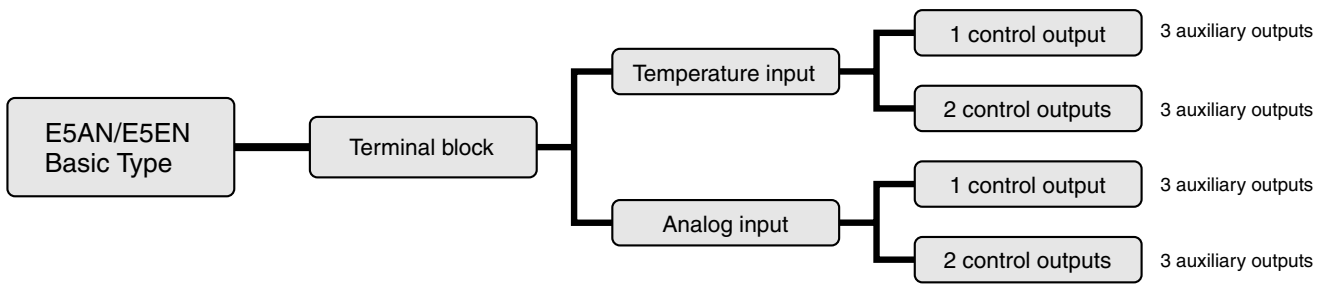 E5AN/E5EN
Basic Type
Terminal block
Temperature input
1 control output
3 auxiliary outputs
2 control outputs
3 auxiliary outputs
Analog input
1 control output
3 auxiliary outputs
2 control outputs
3 auxiliary outputs